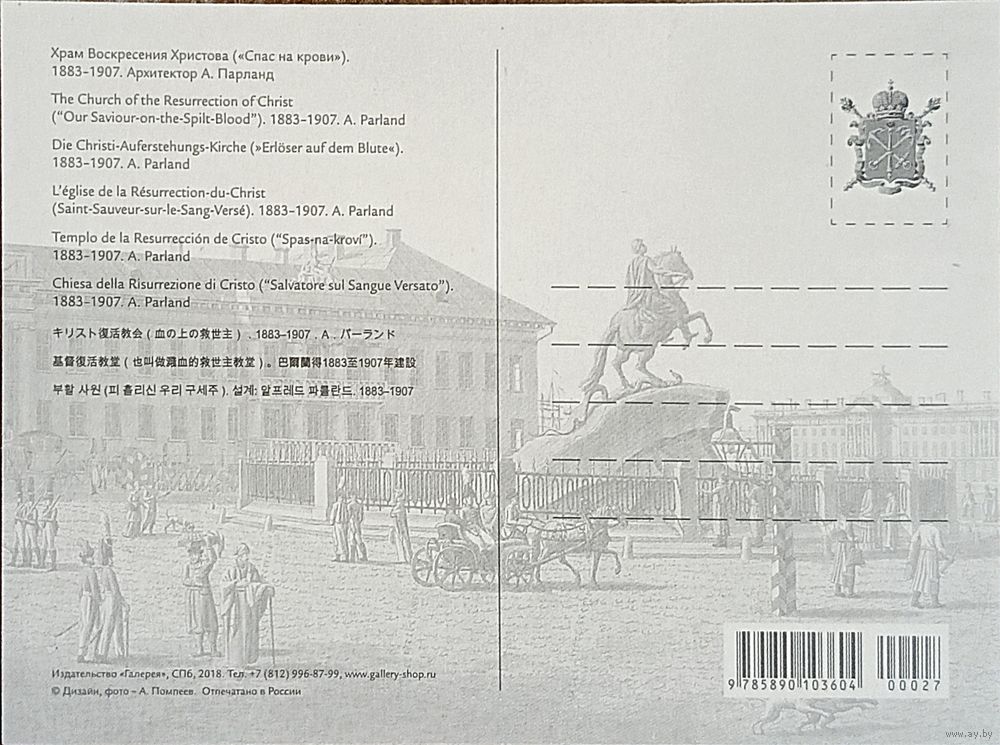 Храм Воскресения Христова («Спас на крови»).
1883–1907. Архитектор А. Парланд
The Church of the Resurrection of Christ
(“Our Saviour-on-the-Spilt-Blood”). 1883–1907. A. Parland
Die Christi-Auferstehungs-Kirche (»Erlöser auf dem Blute«).
1883–1907. A. Parland
L’église de la Résurrection-du-Christ
(Saint-Sauveur-sur-le-Sang-Versé). 1883–1907. A. Parland
Templo de la Resurrección de Cristo (“Spas-na-kroví”).
1883–1907. A. Parland
Chiesa della Risurrezione di Cristo (“Salvatore sul Sangue Versato”).
1883–1907. A. Parland
キリスト復活教会（血の上の救世主）. 1883–1907 . A . パーランド
基督復活教堂（也叫做灑血的救世主教堂）。巴爾蘭得1883至1907年建設
부활 사원 (피 흘리신 우리 구세주 ). 설계: 알프레드 파를란드. 1883–1907
Издательство «Галерея», СПб, 2018. Тел. +7 (812) 996-87-99, www.gallery-shop.ru
© Дизайн, фото – А. Помпеев. Отпечатано в России
9 785890 103604
00027
www.ay.by